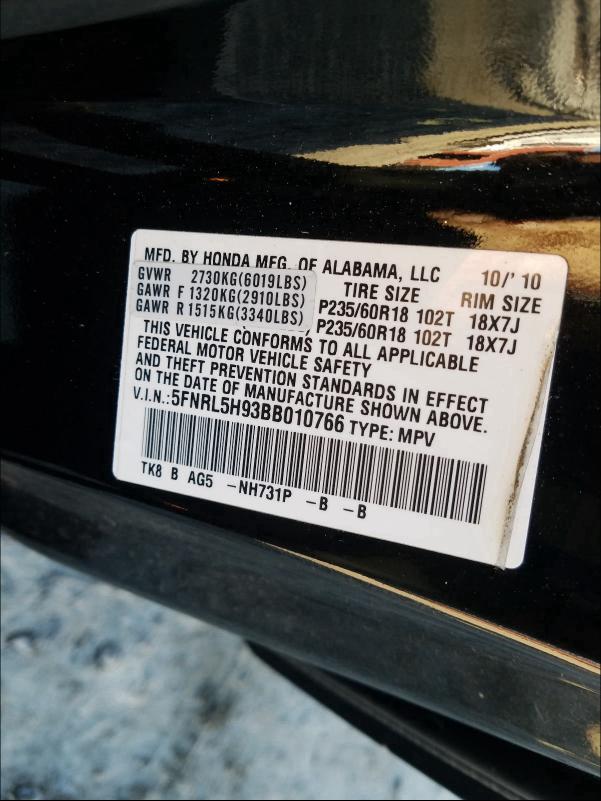 MFD. BY HONDA MFG. OF ALABAMA, LLC 10/'10
TIRE SIZE RIM SIZE
GVWR 2730KG(6019LBS)
GAWR F 1320KG(2910LBS) P235/60R18 102T 18X7J
GAWR R 1515KG(3340LBS) P235/60R18 102T 18X7J
THIS VEHICLE CONFORMS TO ALL APPLICABLE
FEDERAL MOTOR VEHICLE SAFETY
AND THEFT PREVENTION STANDARDS IN EFFECT
ON THE DATE OF MANUFACTURE SHOWN ABOVE.
V.I.N.:5FNRL5H93BB010766 TYPE: MPV
TK8 B AG5 -NH731P -B -B